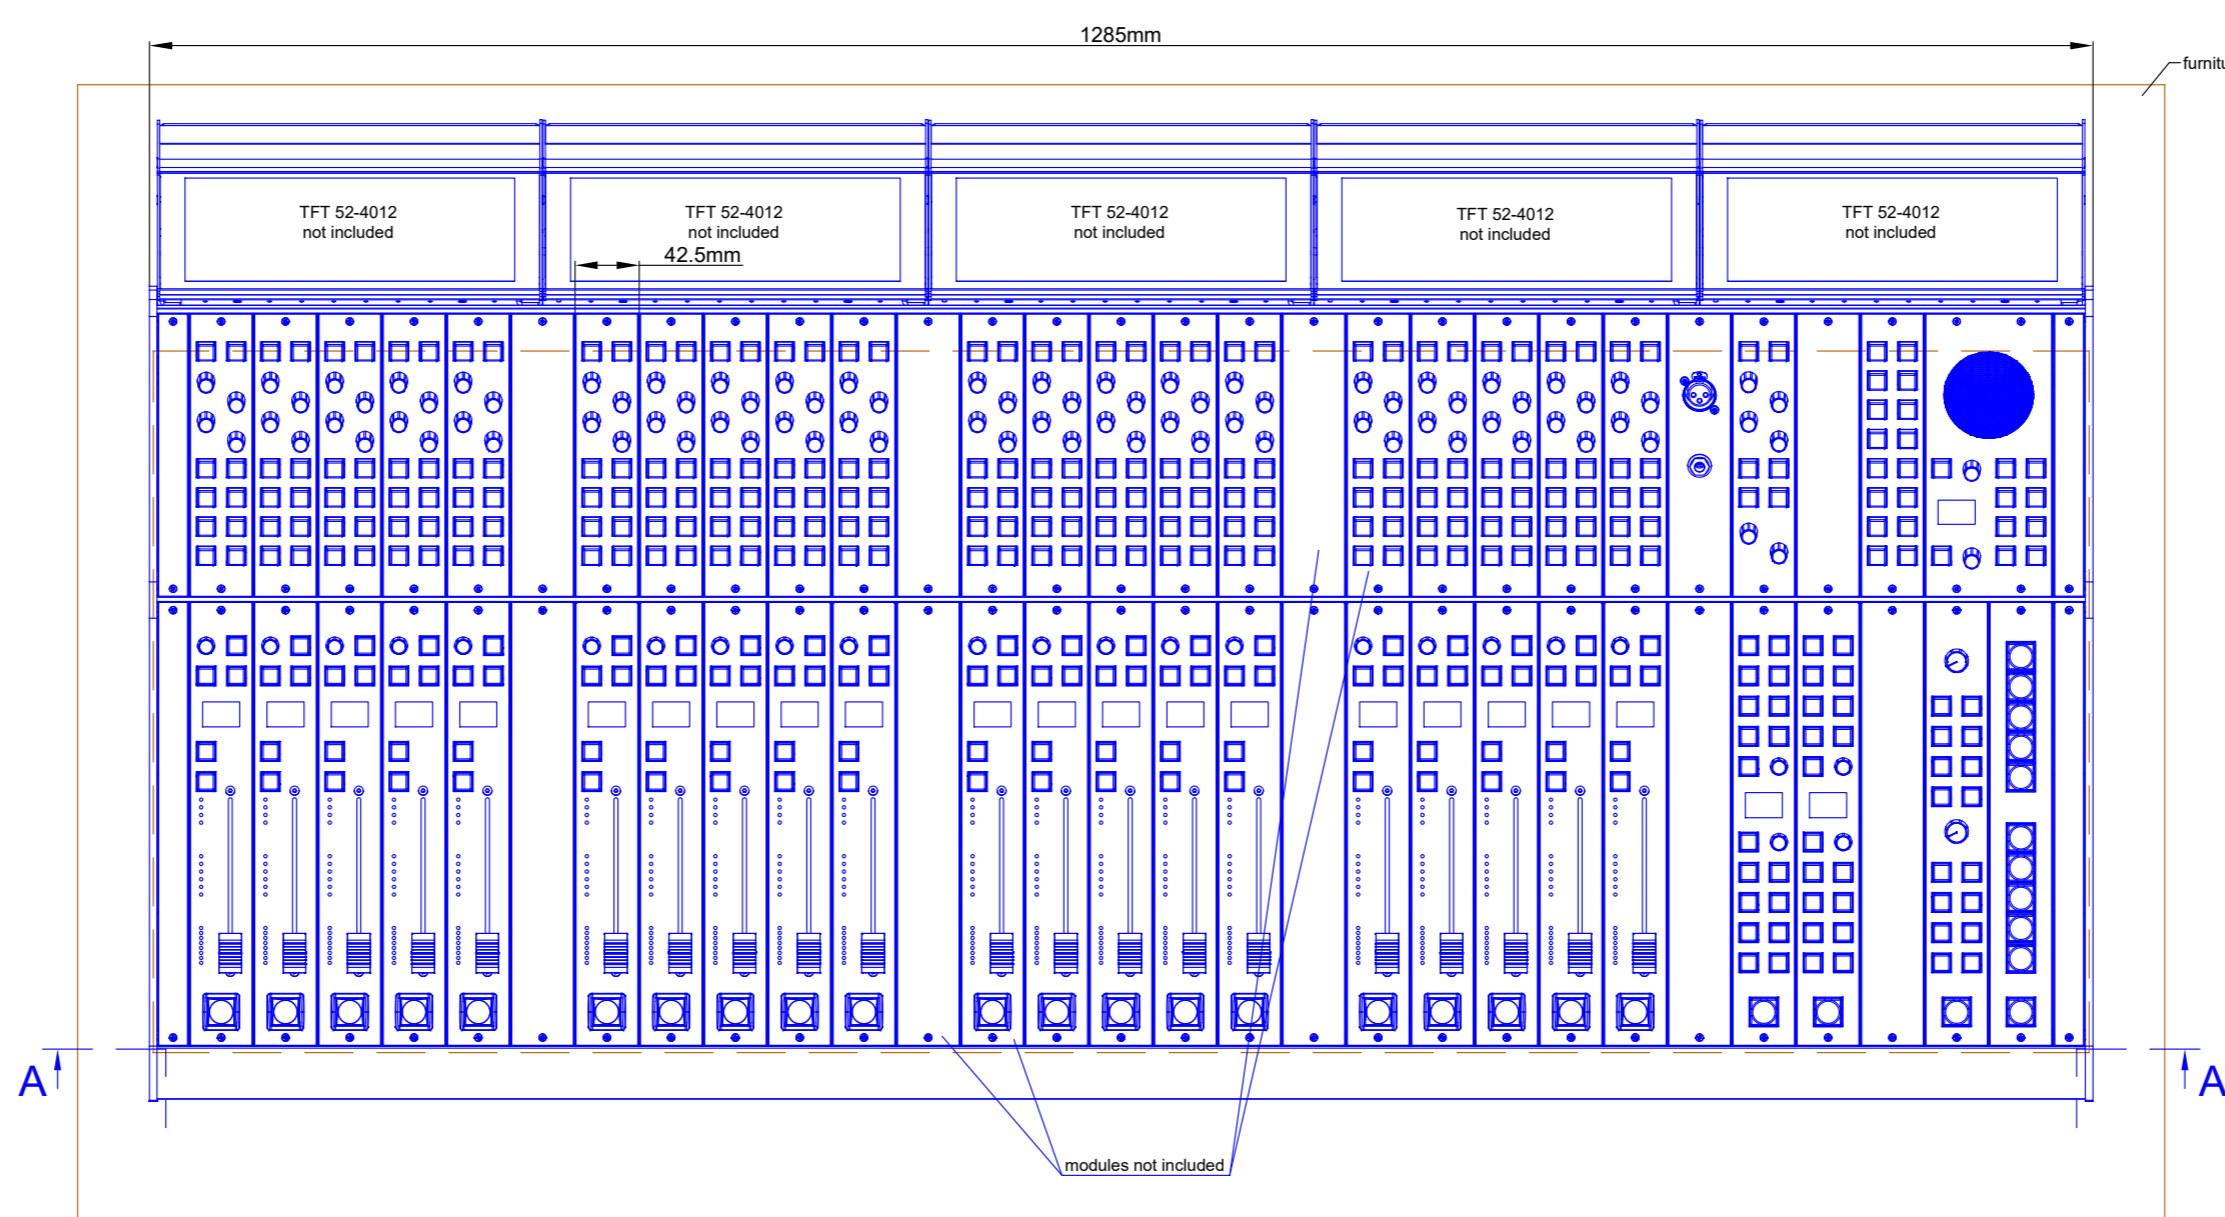 1285mm
furnitu
TFT 52-4012
not included
TFT 52-4012
not included
TFT 52-4012
not included
TFT 52-4012
not included
TFT 52-4012
not included
42.5mm
A
A
modules not included